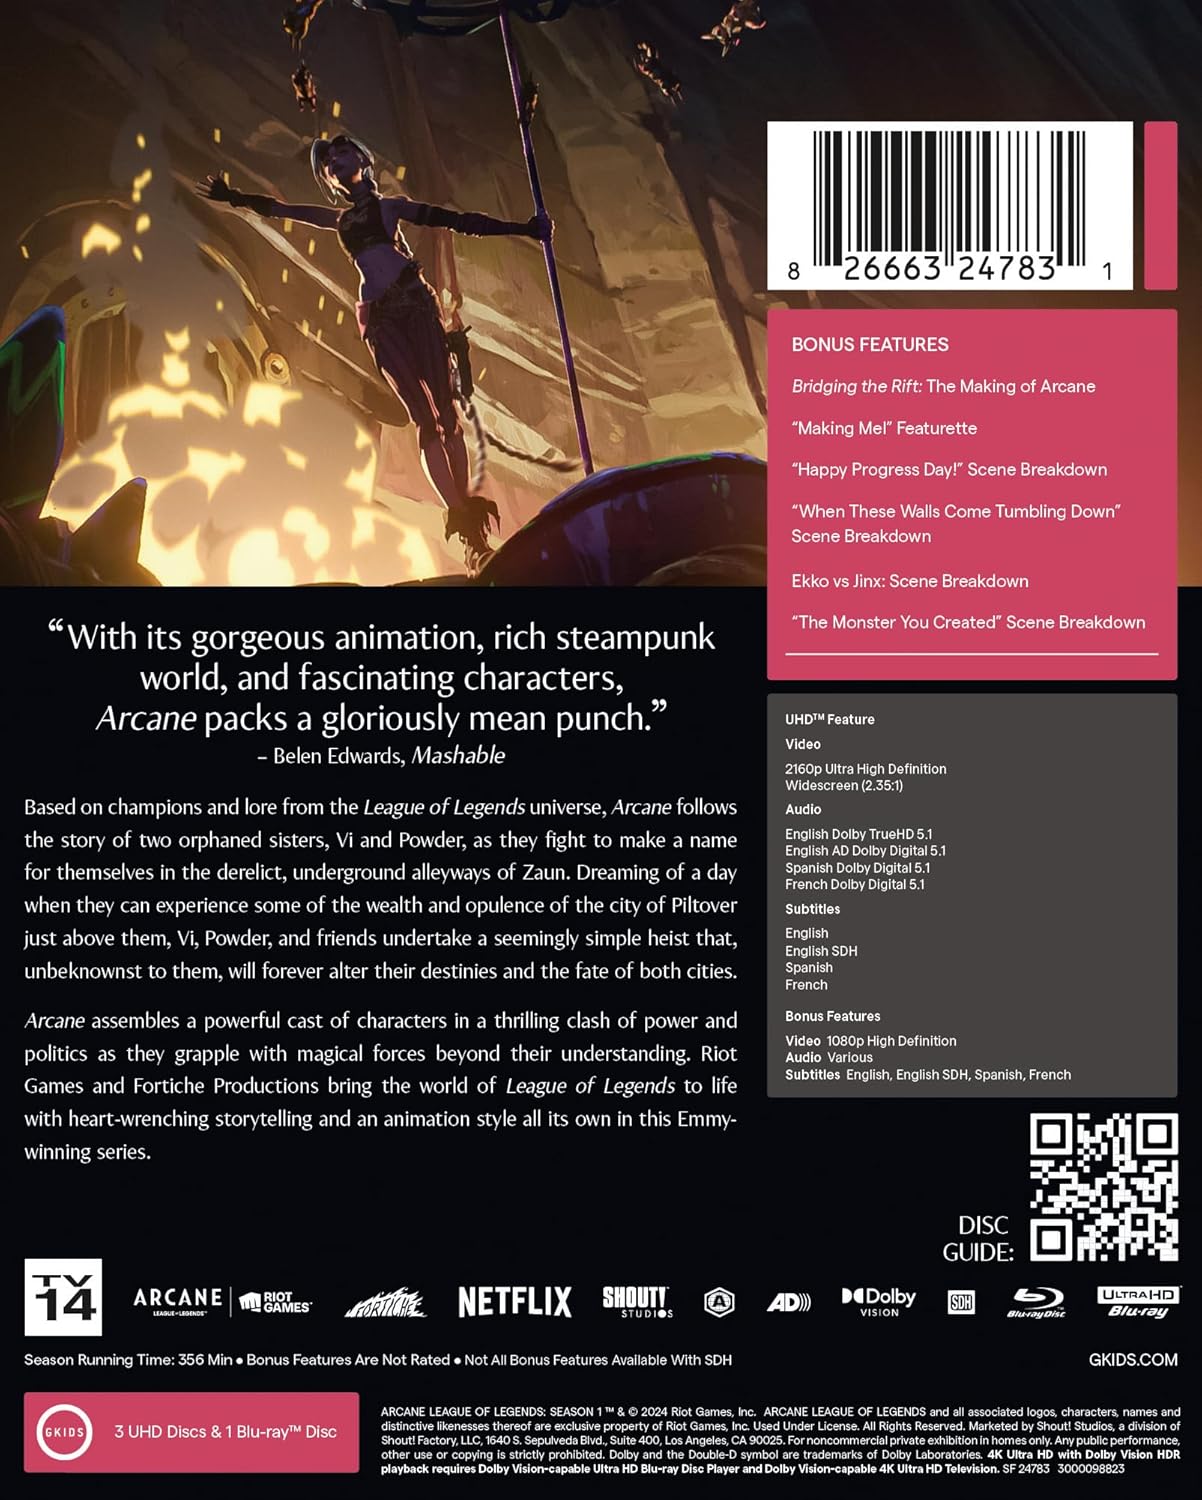 8 26663 24783 1
BONUS FEATURES
Bridging the Rift: The Making of Arcane
“Making Mel” Featurette
“Happy Progress Day!” Scene Breakdown
“When These Walls Come Tumbling Down”
Scene Breakdown
Ekko vs Jinx: Scene Breakdown
“The Monster You Created” Scene Breakdown
“With its gorgeous animation, rich steampunk
world, and fascinating characters,
Arcane packs a gloriously mean punch.”
– Belen Edwards, Mashable
Based on champions and lore from the League of Legends universe, Arcane follows
the story of two orphaned sisters, Vi and Powder, as they fight to make a name
for themselves in the derelict, underground alleyways of Zaun. Dreaming of a day
when they can experience some of the wealth and opulence of the city of Piltover
just above them, Vi, Powder, and friends undertake a seemingly simple heist that,
unbeknownst to them, will forever alter their destinies and the fate of both cities.
Arcane assembles a powerful cast of characters in a thrilling clash of power and
politics as they grapple with magical forces beyond their understanding. Riot
Games and Fortiche Productions bring the world of League of Legends to life
with heart-wrenching storytelling and an animation style all its own in this Emmy-
winning series.
UHD™ Feature
Video
2160p Ultra High Definition
Widescreen (2.35:1)
Audio
English Dolby TrueHD 5.1
English AD Dolby Digital 5.1
Spanish Dolby Digital 5.1
French Dolby Digital 5.1
Subtitles
English
English SDH
Spanish
French
Bonus Features
Video 1080p High Definition
Audio Various
Subtitles English, English SDH, Spanish, French
DISC
GUIDE:
TV
14
ARCANE
LEAGUE OF LEGENDS
RIOT
GAMES
FORTICHE
NETFLIX
SHOUT!
STUDIOS
A
AD
Dolby
VISION
SDH
Blu-ray Disc
ULTRA HD
Blu-ray
Season Running Time: 356 Min • Bonus Features Are Not Rated • Not All Bonus Features Available With SDH
GKIDS.COM
GKIDS
3 UHD Discs & 1 Blu-ray™ Disc
ARCANE LEAGUE OF LEGENDS: SEASON 1 ™ & © 2024 Riot Games, Inc. ARCANE LEAGUE OF LEGENDS and all associated logos, characters, names and
distinctive likenesses thereof are exclusive property of Riot Games, Inc. Used Under License. All Rights Reserved. Marketed by Shout! Studios, a division of
Shout! Factory, LLC, 1640 S. Sepulveda Blvd., Suite 400, Los Angeles, CA 90025. For noncommercial private exhibition in homes only. Any public performance,
other use or copying is strictly prohibited. Dolby and the Double-D symbol are trademarks of Dolby Laboratories. 4K Ultra HD with Dolby Vision HDR
playback requires Dolby Vision-capable Ultra HD Blu-ray Disc Player and Dolby Vision-capable 4K Ultra HD Television. SF 24783 3000098823